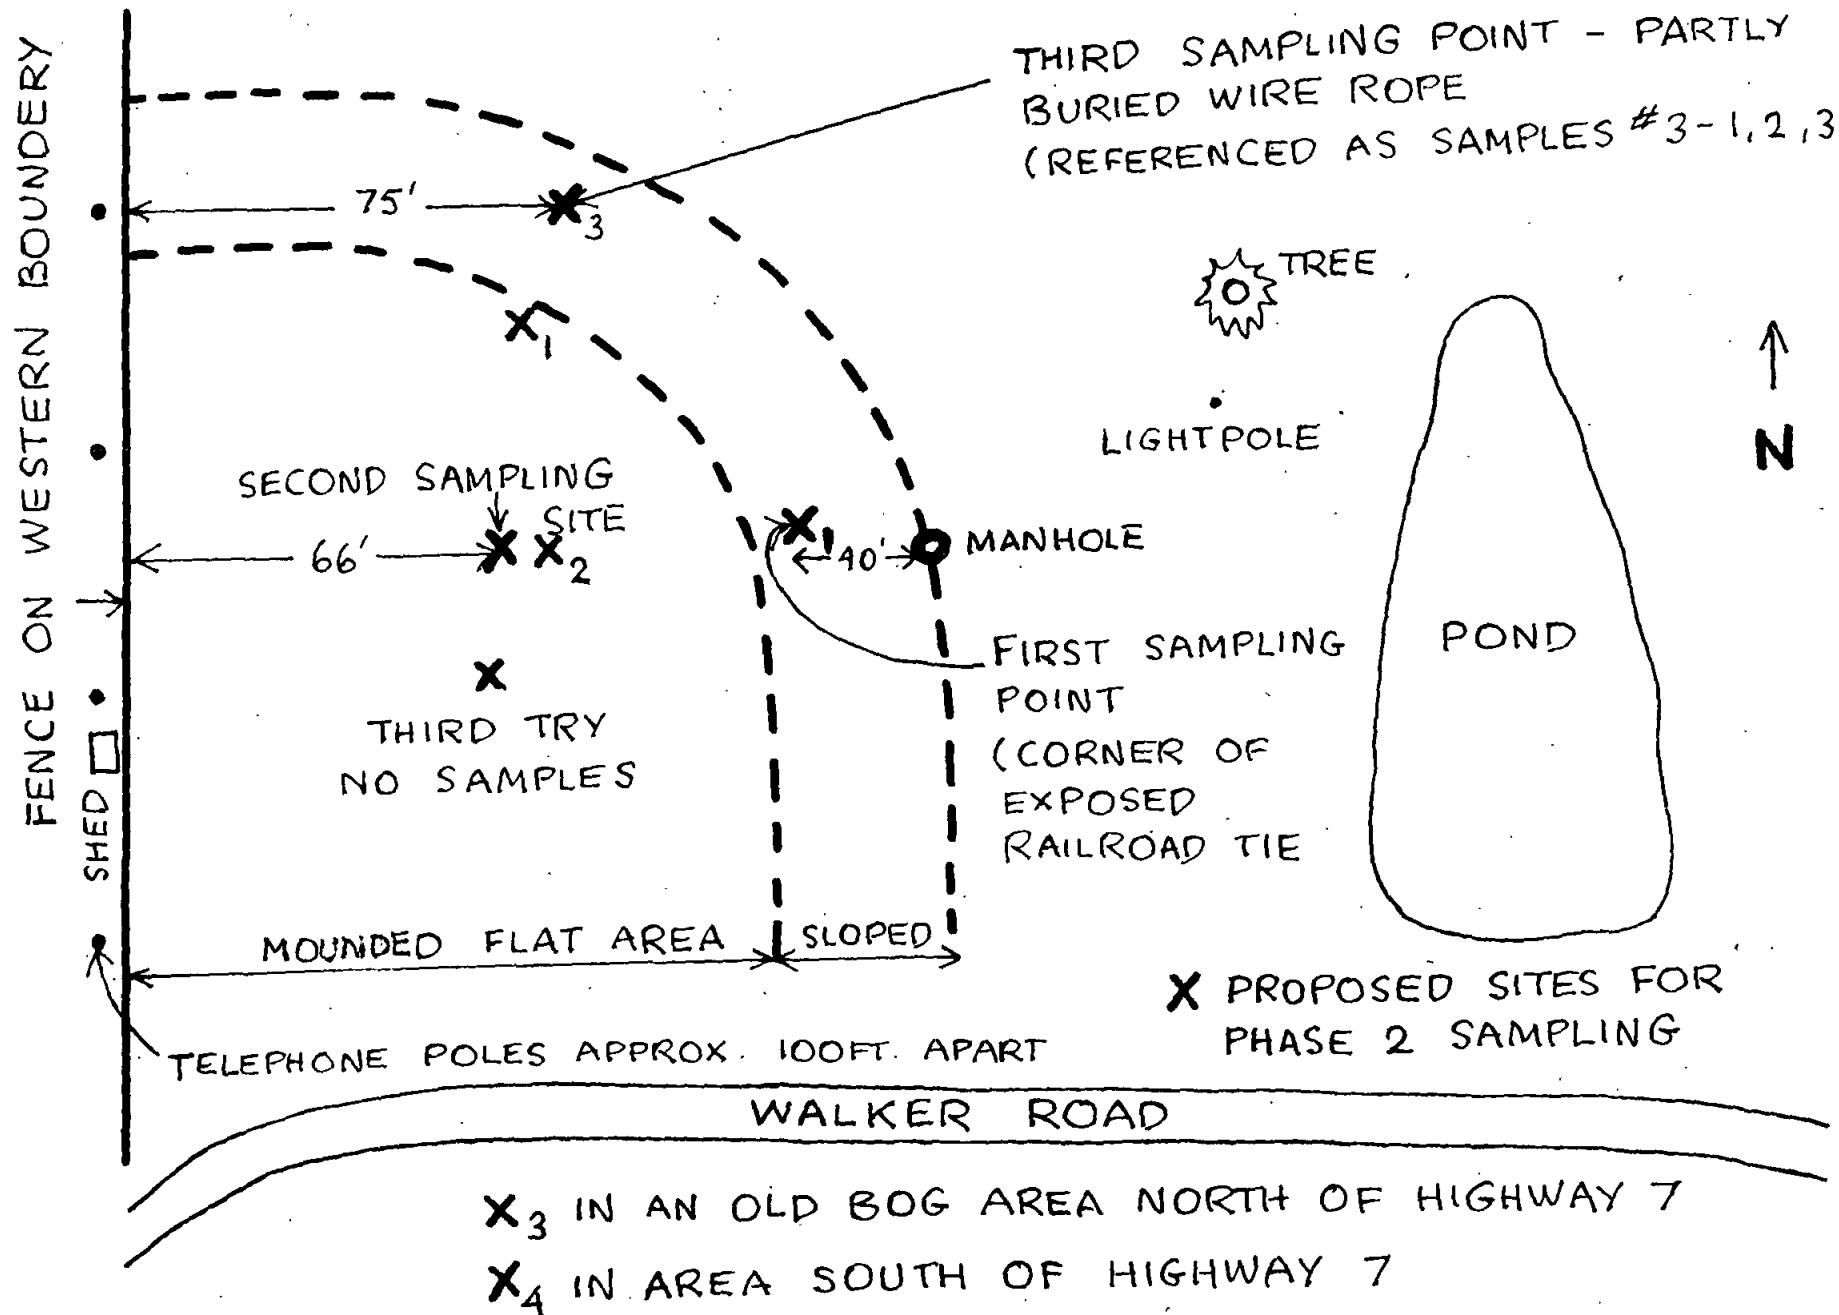 THIRD SAMPLING POINT - PARTLY
BURIED WIRE ROPE
(REFERENCED AS SAMPLES #3-1,2,3
FENCE ON WESTERN BOUNDERY
75'
X3
TREE
X1
LIGHTPOLE
N
SECOND SAMPLING
SITE
66'
X X2
X1
40'
MANHOLE
FIRST SAMPLING
POINT
(CORNER OF
EXPOSED
RAILROAD TIE
POND
X
THIRD TRY
NO SAMPLES
SHED
MOUNDED FLAT AREA
SLOPED
X PROPOSED SITES FOR
PHASE 2 SAMPLING
TELEPHONE POLES APPROX. 100FT. APART
WALKER ROAD
X3 IN AN OLD BOG AREA NORTH OF HIGHWAY 7
X4 IN AREA SOUTH OF HIGHWAY 7